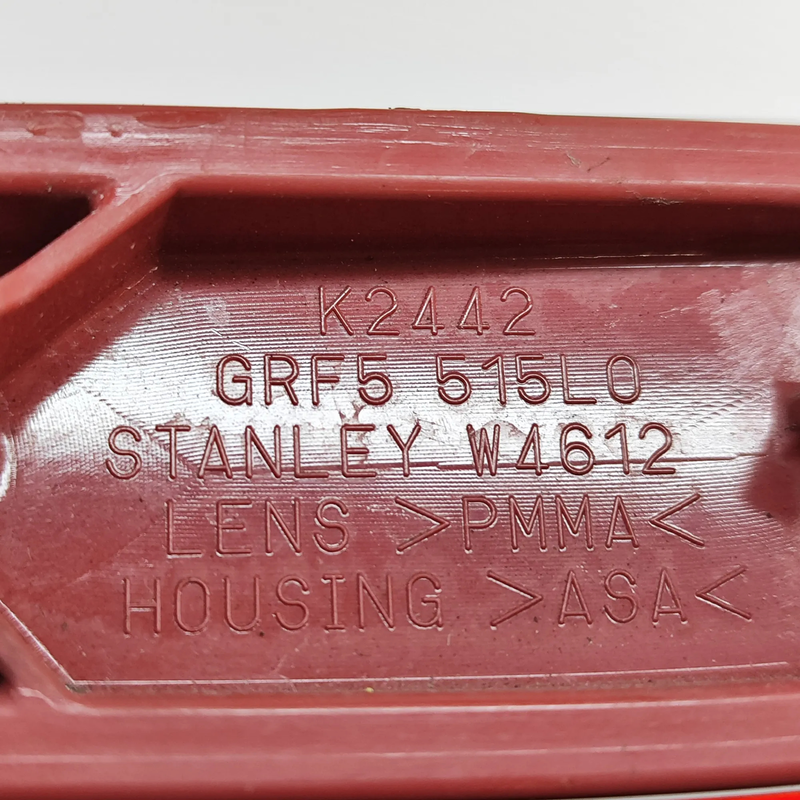 K2442
GRF5 515L0
STANLEY W4612
LENS >PMMA<
HOUSING >ASA<